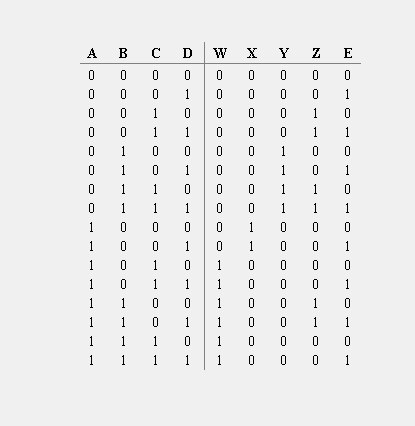 A B C D W X Y Z E
0 0 0 0 0 0 0 0 0
0 0 0 1 0 0 0 0 1
0 0 1 0 0 0 0 1 0
0 0 1 1 0 0 0 1 1
0 1 0 0 0 0 1 0 0
0 1 0 1 0 0 1 0 1
0 1 1 0 0 0 1 1 0
0 1 1 1 0 0 1 1 1
1 0 0 0 0 1 0 0 0
1 0 0 1 0 1 0 0 1
1 0 1 0 1 0 0 0 0
1 0 1 1 1 0 0 0 1
1 1 0 0 1 0 0 1 0
1 1 0 1 1 0 0 1 1
1 1 1 0 1 0 0 0 0
1 1 1 1 1 0 0 0 1